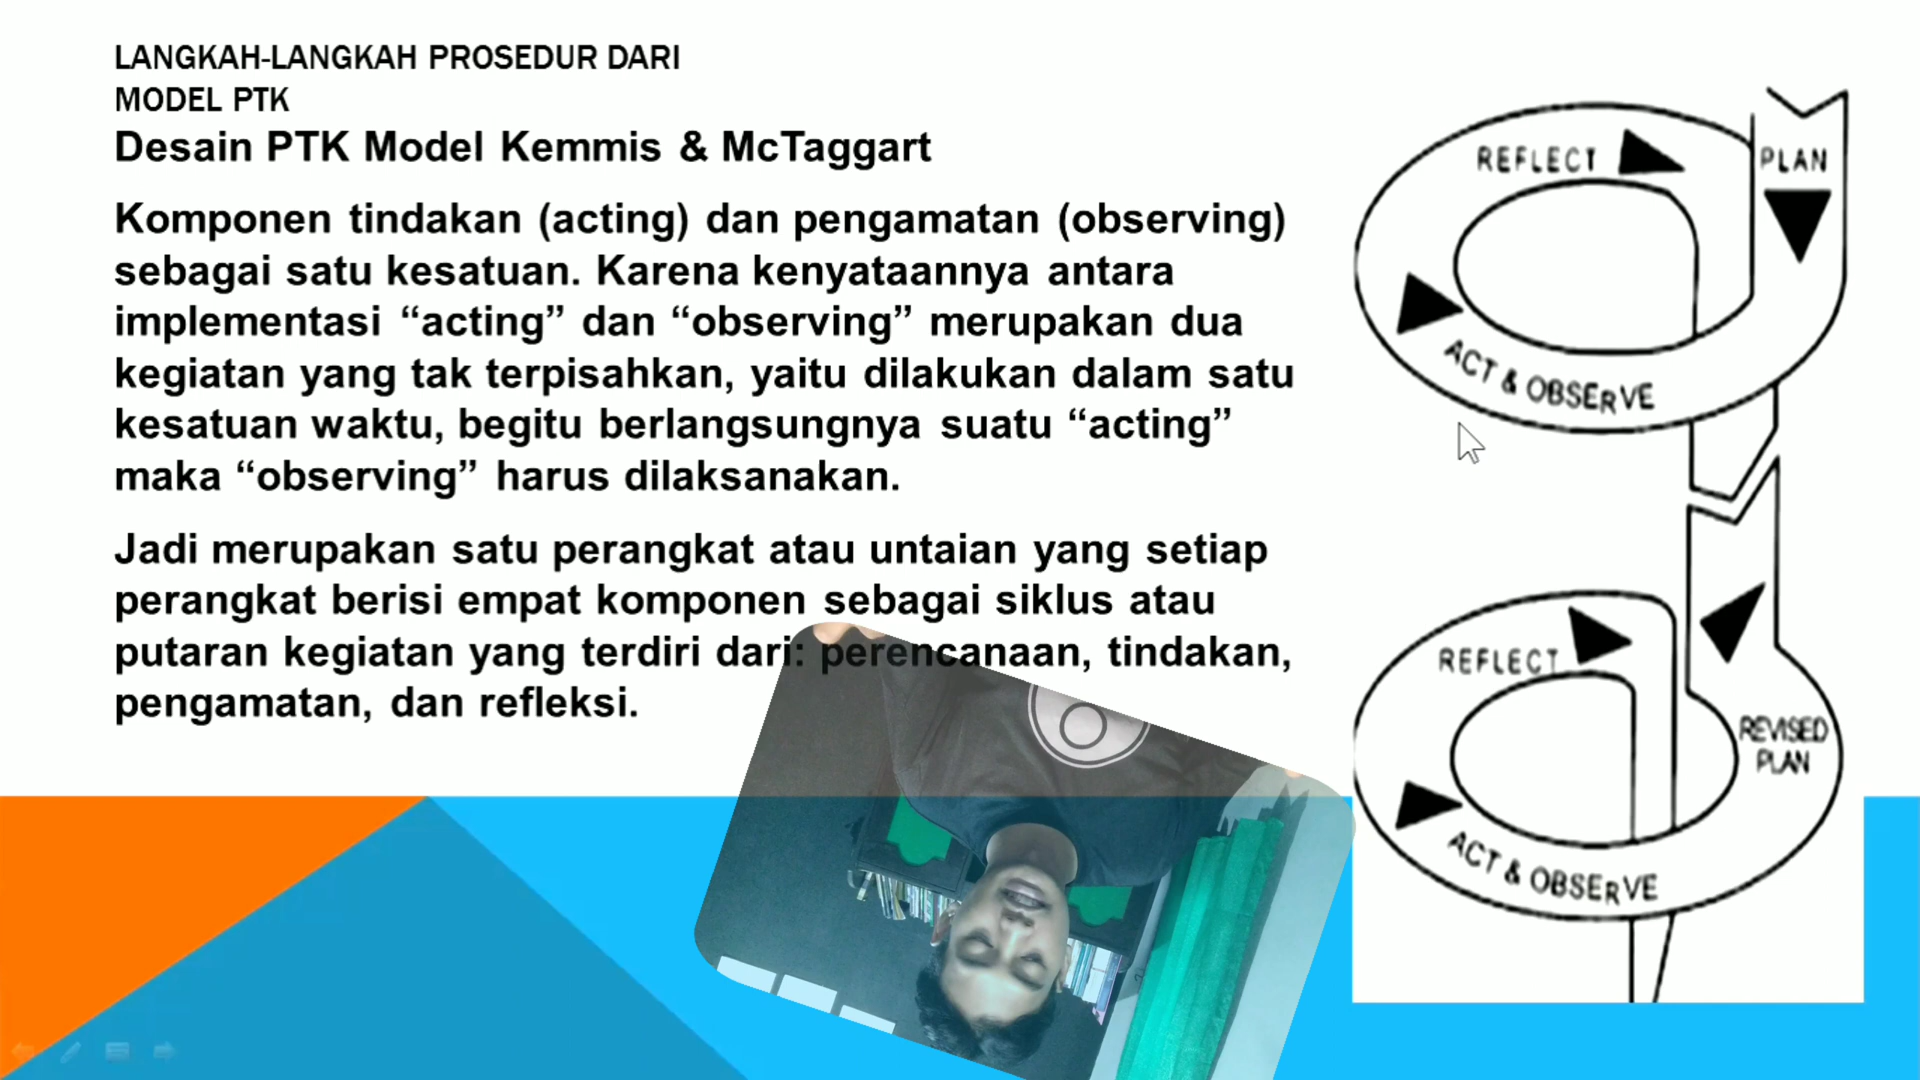 LANGKAH-LANGKAH PROSEDUR DARI
MODEL PTK
Desain PTK Model Kemmis & McTaggart
Komponen tindakan (acting) dan pengamatan (observing)
sebagai satu kesatuan. Karena kenyataannya antara
implementasi “acting” dan “observing” merupakan dua
kegiatan yang tak terpisahkan, yaitu dilakukan dalam satu
kesatuan waktu, begitu berlangsungnya suatu “acting”
maka “observing” harus dilaksanakan.
Jadi merupakan satu perangkat atau untaian yang setiap
perangkat berisi empat komponen sebagai siklus atau
putaran kegiatan yang terdiri dari: perencanaan, tindakan,
pengamatan, dan refleksi.
REFLECT
PLAN
ACT & OBSERVE
REFLECT
REVISED
PLAN
ACT & OBSERVE